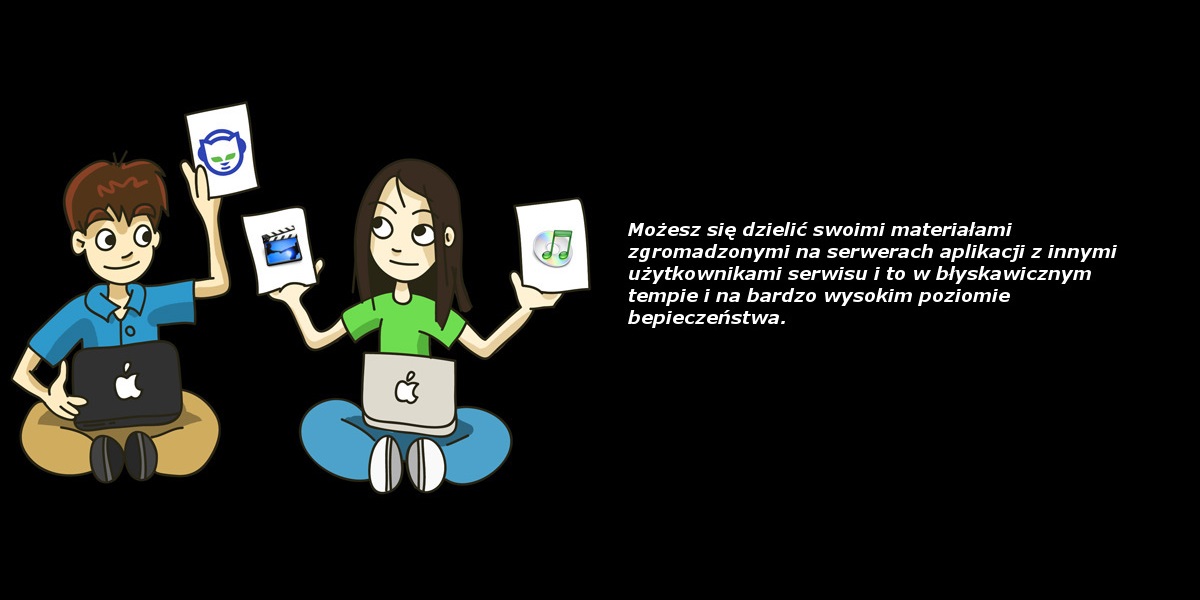 Możesz się dzielić swoimi materiałami
zgromadzonymi na serwerach aplikacji z innymi
użytkownikami serwisu i to w błyskawicznym
tempie i na bardzo wysokim poziomie
bepieczeństwa.